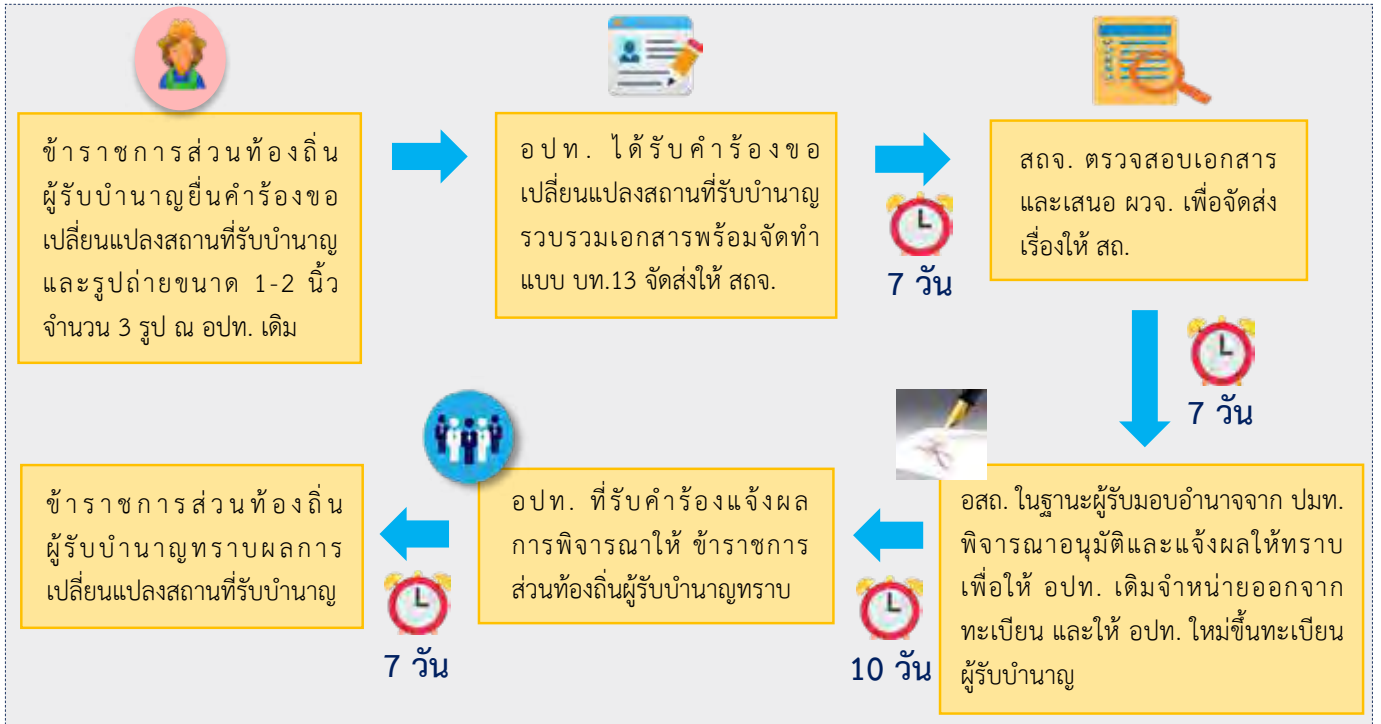 ข้าราชการส่วนท้องถิ่น
ผู้รับบำนาญยื่นคำร้องขอ
เปลี่ยนแปลงสถานที่รับบำนาญ
และรูปถ่ายขนาด 1-2 นิ้ว
จำนวน 3 รูป ณ อปท. เดิม
อปท. ได้รับคำร้องขอ
เปลี่ยนแปลงสถานที่รับบำนาญ
รวบรวมเอกสารพร้อมจัดทำ
แบบ บท.13 จัดส่งให้ สถจ.
7 วัน
สถจ. ตรวจสอบเอกสาร
และเสนอ ผวจ. เพื่อจัดส่ง
เรื่องให้ สถ.
7 วัน
อสถ. ในฐานะผู้รับมอบอำนาจจาก ปมท.
พิจารณาอนุมัติและแจ้งผลให้ทราบ
เพื่อให้ อปท. เดิมจำหน่ายออกจาก
ทะเบียน และให้ อปท. ใหม่ขึ้นทะเบียน
ผู้รับบำนาญ
10 วัน
อปท. ที่รับคำร้องแจ้งผล
การพิจารณาให้ ข้าราชการ
ส่วนท้องถิ่นผู้รับบำนาญทราบ
7 วัน
ข้าราชการส่วนท้องถิ่น
ผู้รับบำนาญทราบผลการ
เปลี่ยนแปลงสถานที่รับบำนาญ